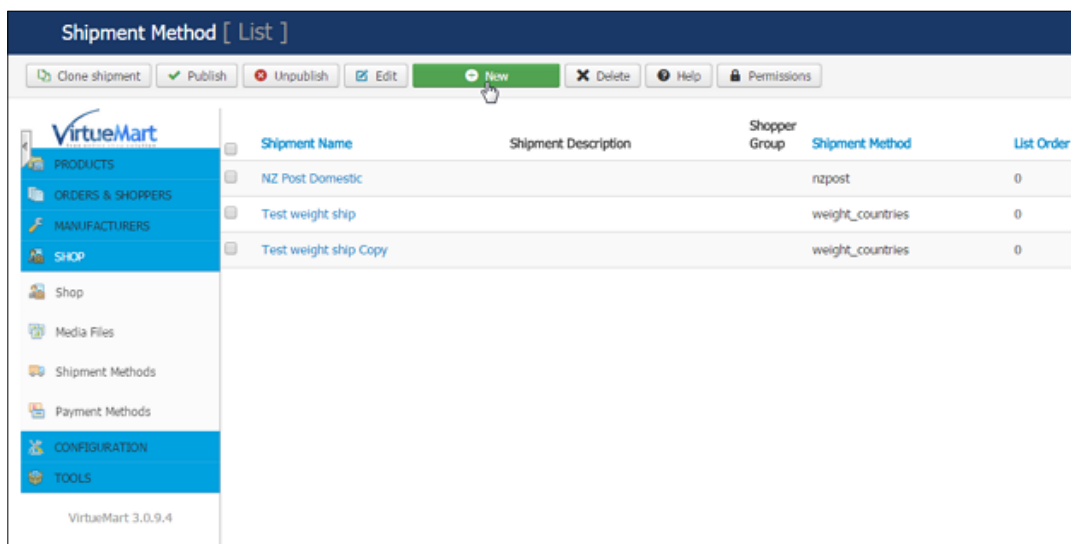 Shipment Method [ List ]
Clone shipment Publish Unpublish Edit New Delete Help Permissions
VirtueMart
Shipment Name Shipment Description Shopper Group Shipment Method List Order
PRODUCTS
NZ Post Domestic nzpost 0
ORDERS & SHOPPERS
Test weight ship weight_countries 0
MANUFACTURERS
Test weight ship Copy weight_countries 0
SHOP
Shop
Media Files
Shipment Methods
Payment Methods
CONFIGURATION
TOOLS
VirtueMart 3.0.9.4